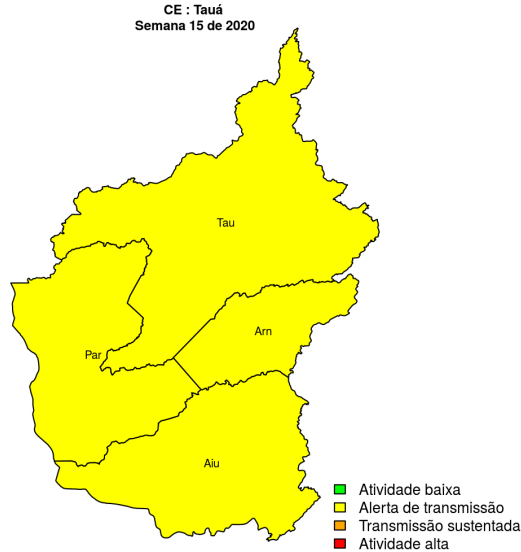 CE : Tauá
Semana 15 de 2020
Tau
Arn
Par
Aiu
Atividade baixa
Alerta de transmissão
Transmissão sustentada
Atividade alta